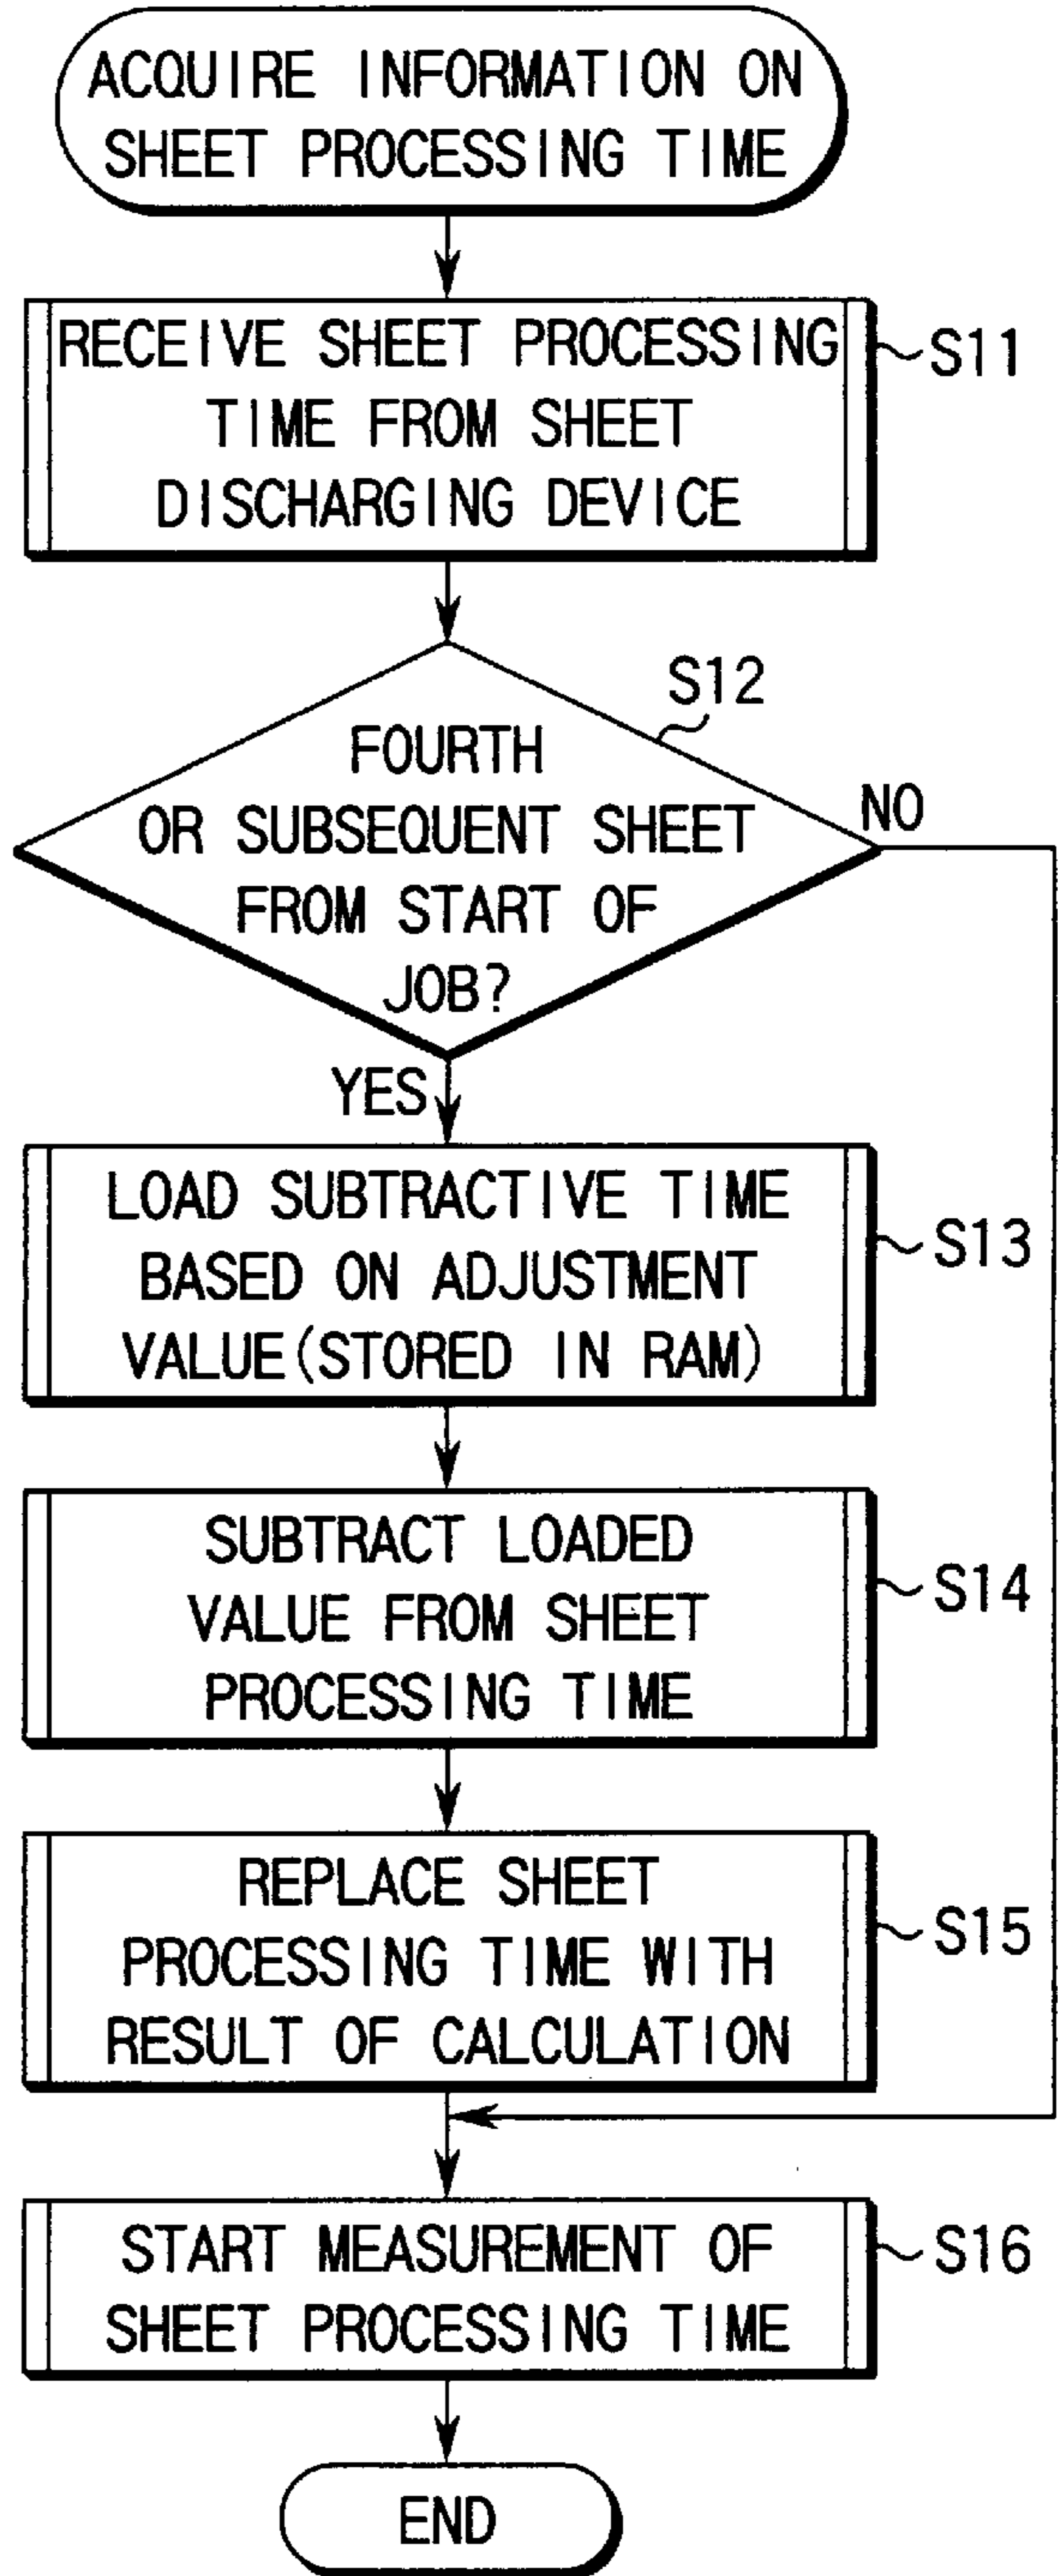 ACQUIRE INFORMATION ON
SHEET PROCESSING TIME
RECEIVE SHEET PROCESSING
TIME FROM SHEET
DISCHARGING DEVICE
S11
S12
FOURTH
OR SUBSEQUENT SHEET
FROM START OF
JOB?
NO
YES
LOAD SUBTRACTIVE TIME
BASED ON ADJUSTMENT
VALUE(STORED IN RAM)
S13
SUBTRACT LOADED
VALUE FROM SHEET
PROCESSING TIME
S14
REPLACE SHEET
PROCESSING TIME WITH
RESULT OF CALCULATION
S15
START MEASUREMENT OF
SHEET PROCESSING TIME
S16
END